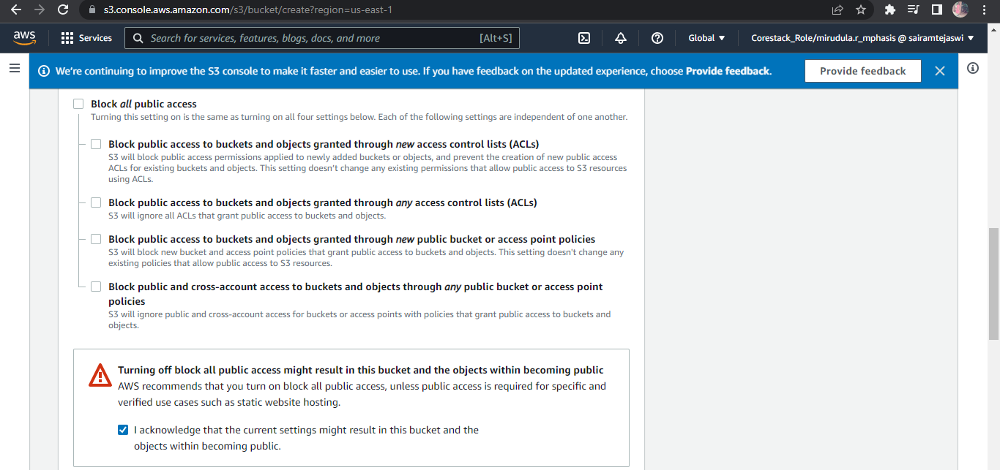 s3.console.aws.amazon.com/s3/bucket/create?region=us-east-1
aws Services Search for services, features, blogs, docs, and more [Alt+S] Global Corestack_Role/mirudula.r_mphasis @ sairamtejaswi
We're continuing to improve the S3 console to make it faster and easier to use. If you have feedback on the updated experience, choose Provide feedback. Provide feedback
Block all public access
Turning this setting on is the same as turning on all four settings below. Each of the following settings are independent of one another.
Block public access to buckets and objects granted through new access control lists (ACLs)
S3 will block public access permissions applied to newly added buckets or objects, and prevent the creation of new public access
ACLs for existing buckets and objects. This setting doesn't change any existing permissions that allow public access to S3 resources
using ACLs.
Block public access to buckets and objects granted through any access control lists (ACLs)
S3 will ignore all ACLs that grant public access to buckets and objects.
Block public access to buckets and objects granted through new public bucket or access point policies
S3 will block new bucket and access point policies that grant public access to buckets and objects. This setting doesn't change any
existing policies that allow public access to S3 resources.
Block public and cross-account access to buckets and objects through any public bucket or access point
policies
S3 will ignore public and cross-account access for buckets or access points with policies that grant public access to buckets and
objects.
Turning off block all public access might result in this bucket and the objects within becoming public
AWS recommends that you turn on block all public access, unless public access is required for specific and
verified use cases such as static website hosting.
I acknowledge that the current settings might result in this bucket and the
objects within becoming public.